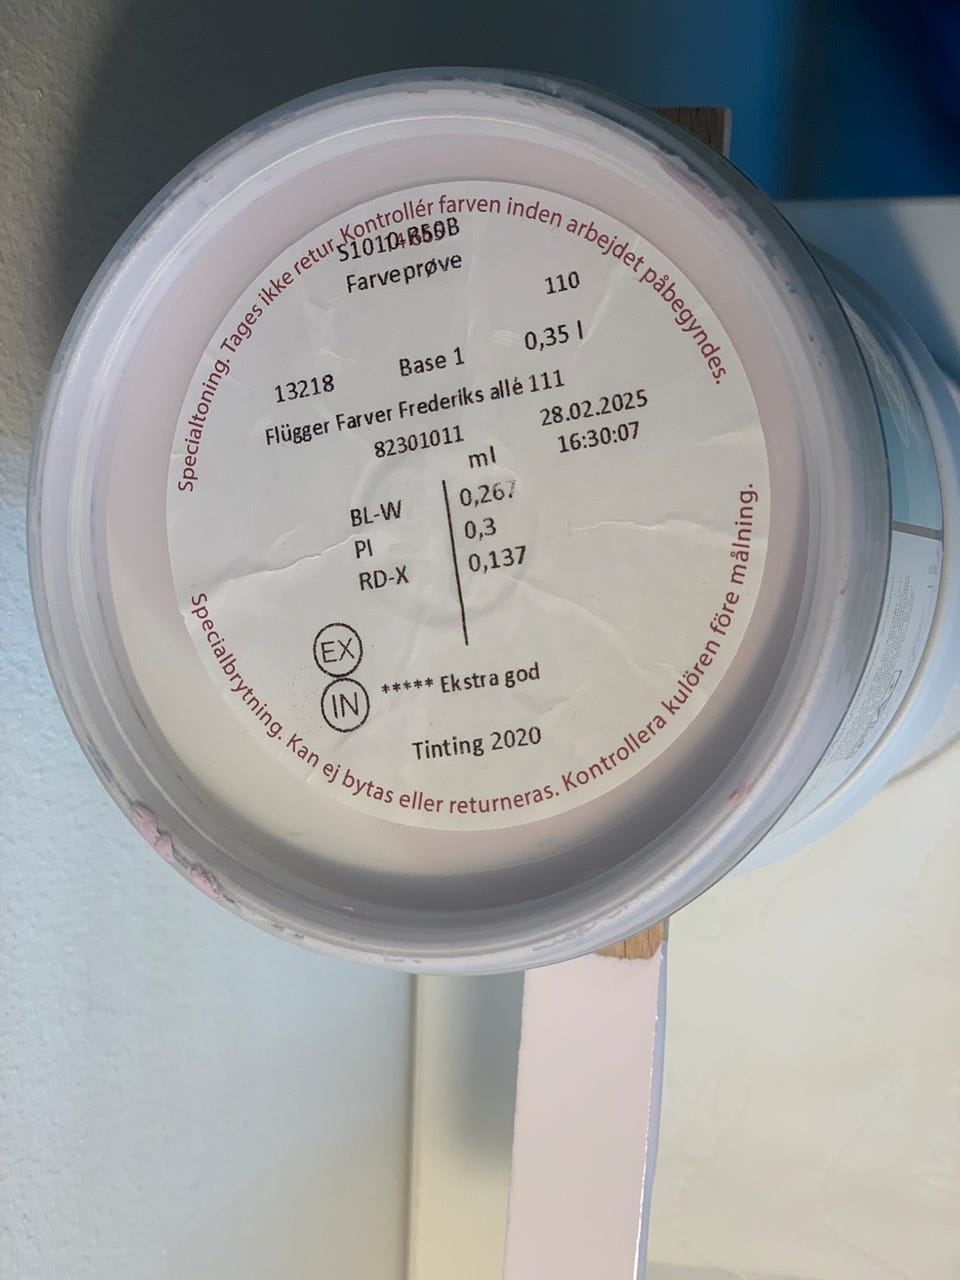 Specialtoning. Tages ikke retur. Kontrollér farven inden arbejdet påbegyndes.
Farveprøve
110
13218 Base 1 0,35 l
Flügger Farver Frederiks allé 111
82301011 28.02.2025
ml 16:30:07
BL-W 0,267
PI 0,3
RD-X 0,137
EX
IN ***** Ekstra god
Tinting 2020
Specialbrytning. Kan ej bytas eller returneras. Kontrollera kulören före målning.